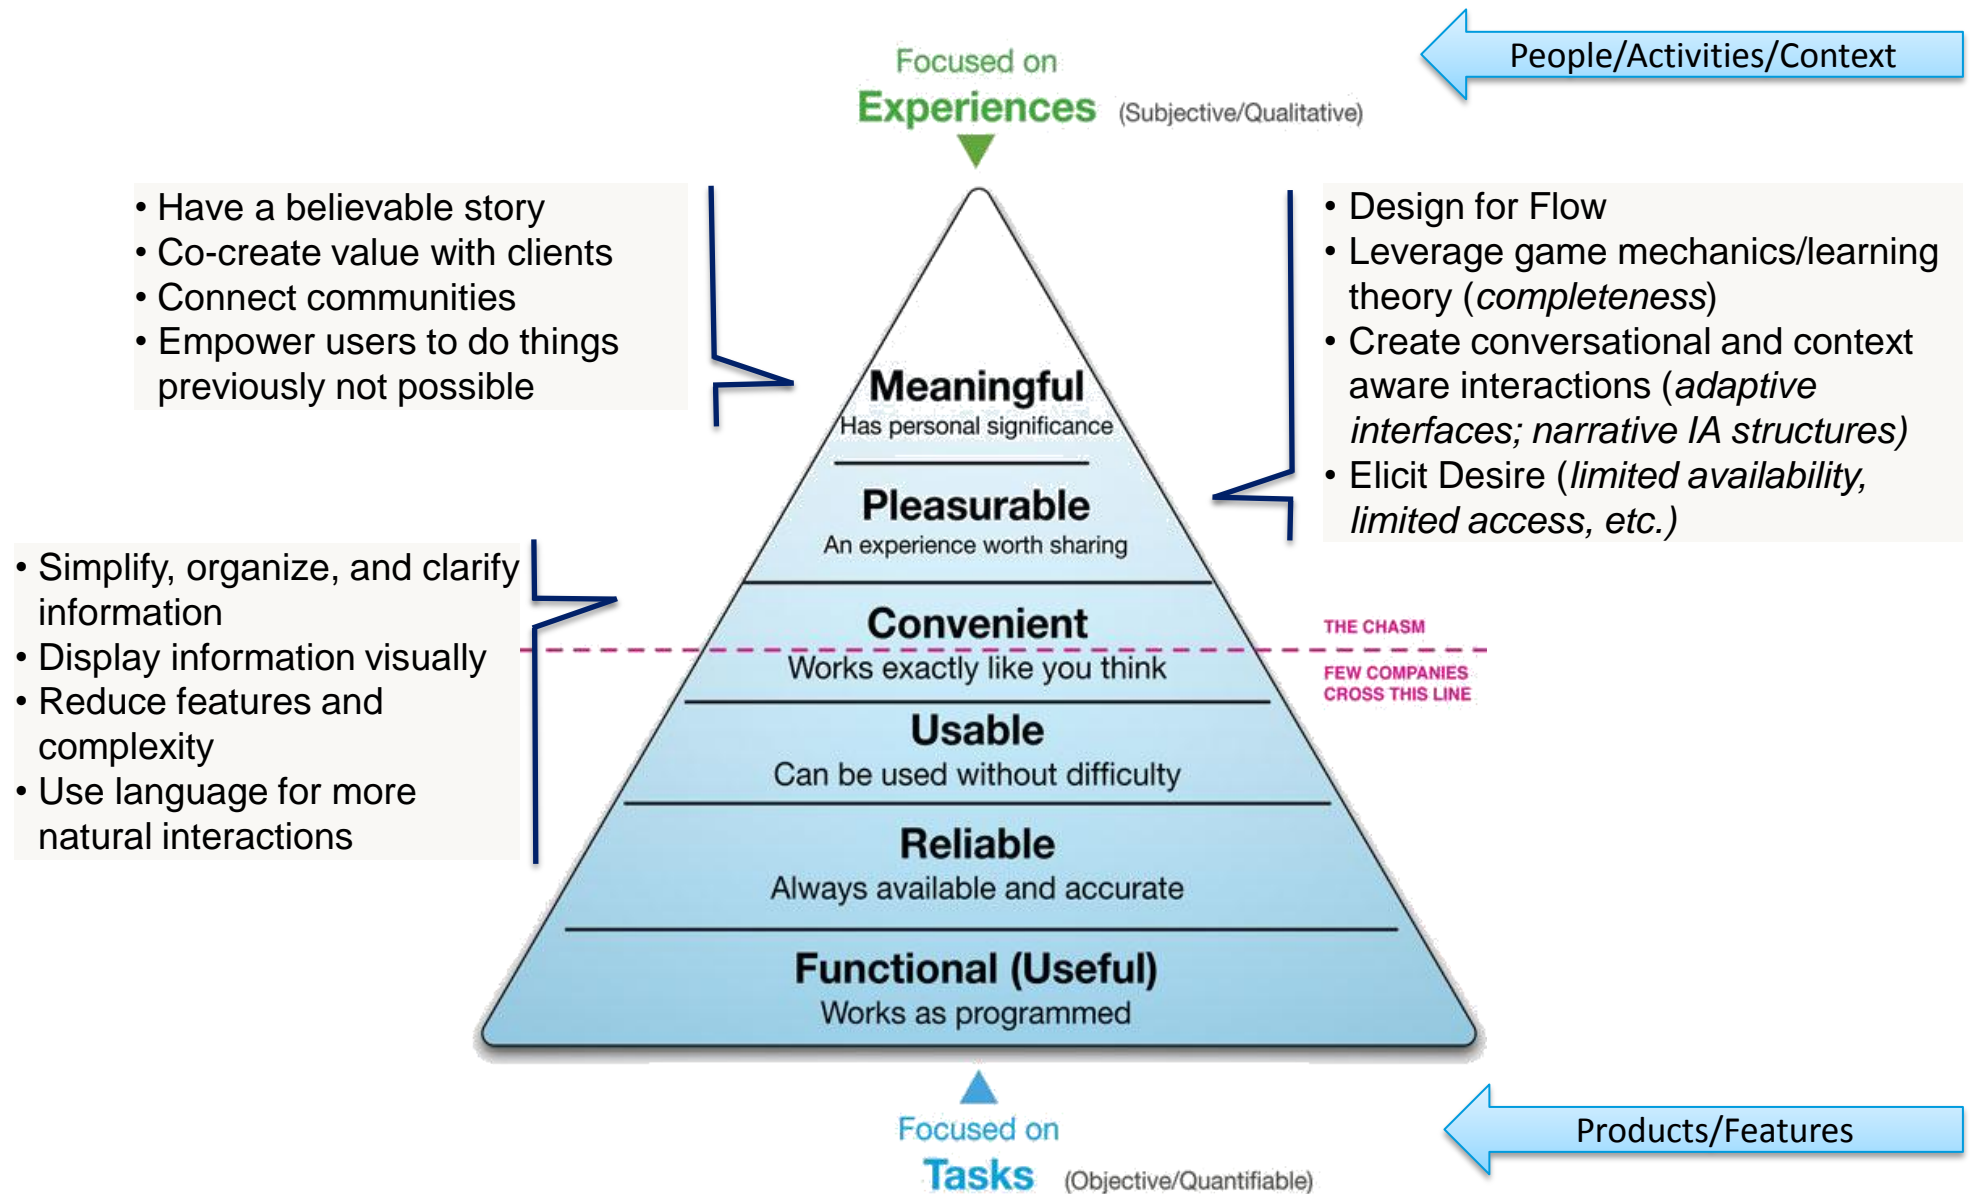 People/Activities/Context
Focused on
Experiences (Subjective/Qualitative)
• Have a believable story
• Co-create value with clients
• Connect communities
• Empower users to do things
previously not possible
• Design for Flow
• Leverage game mechanics/learning
theory (completeness)
• Create conversational and context
aware interactions (adaptive
interfaces; narrative IA structures)
• Elicit Desire (limited availability,
limited access, etc.)
Meaningful
Has personal significance
Pleasurable
An experience worth sharing
• Simplify, organize, and clarify
information
• Display information visually
• Reduce features and
complexity
• Use language for more
natural interactions
Convenient
Works exactly like you think
THE CHASM
FEW COMPANIES
CROSS THIS LINE
Usable
Can be used without difficulty
Reliable
Always available and accurate
Functional (Useful)
Works as programmed
Focused on
Tasks (Objective/Quantifiable)
Products/Features